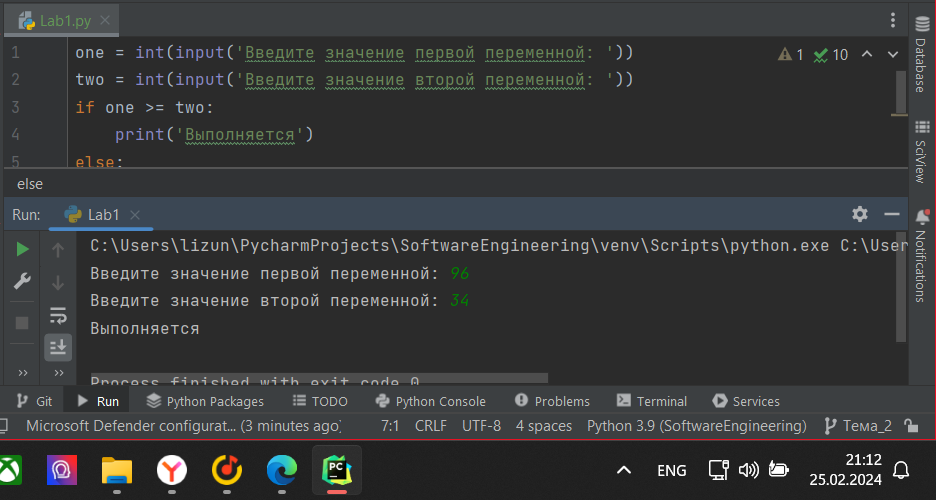 Lab1.py
1 one = int(input('Введите значение первой переменной: '))
2 two = int(input('Введите значение второй переменной: '))
3 if one >= two:
4 print('Выполняется')
5 else:
1 10
else
Run: Lab1
C:\Users\lizun\PycharmProjects\SoftwareEngineering\venv\Scripts\python.exe C:\User
Введите значение первой переменной: 96
Введите значение второй переменной: 34
Выполняется
Process finished with exit code 0
Database
SciView
Notifications
Git Run Python Packages TODO Python Console Problems Terminal Services
Microsoft Defender configurat... (3 minutes ago) 7:1 CRLF UTF-8 4 spaces Python 3.9 (SoftwareEngineering) Тема_2
PC
ENG
21:12
25.02.2024